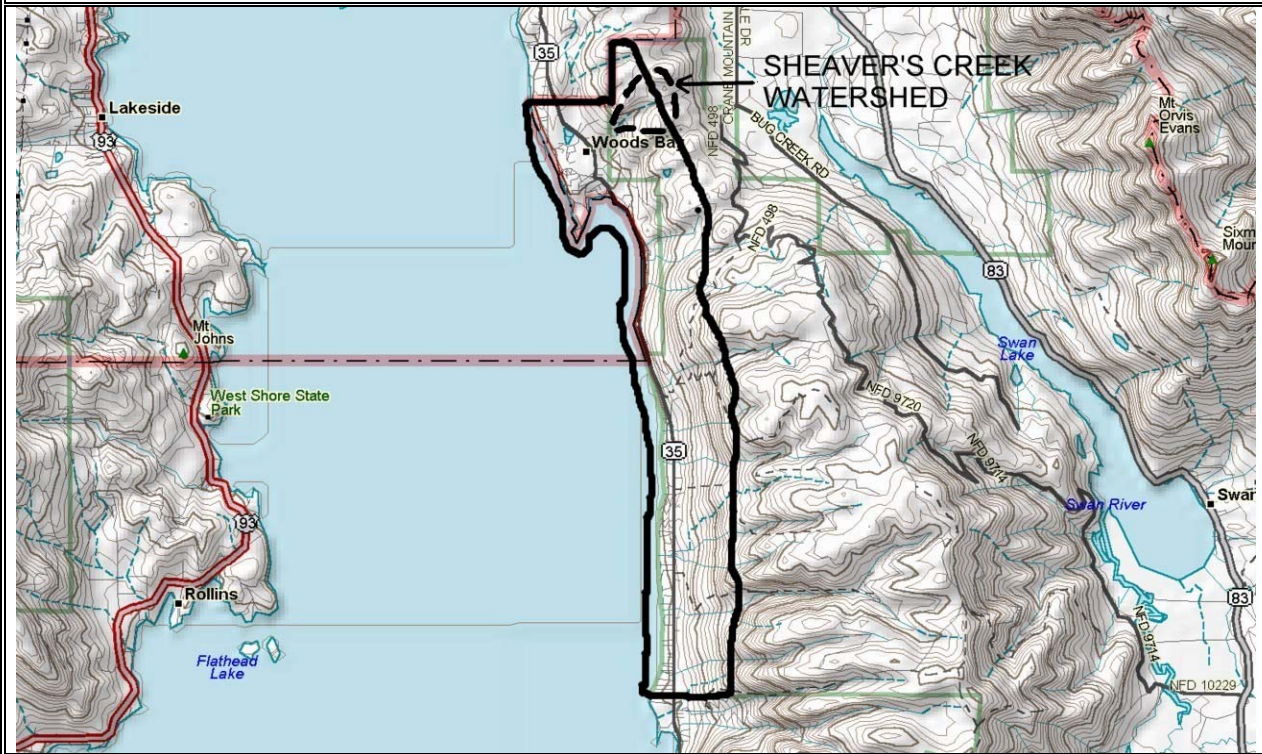 35
SHEAVER'S CREEK
WATERSHED
CRANE MOUNTAIN
NFD 498
Lakeside
193
Woods Bay
BUG CREEK RD
Mt
Orvis
Evans
NFD 498
83
Mt
Johns
West Shore State
Park
Swan
Lake
NFD 9720
35
NFD 9714
Swan River
Swan
193
Rollins
83
Flathead
Lake
NFD 9714
NFD 10229